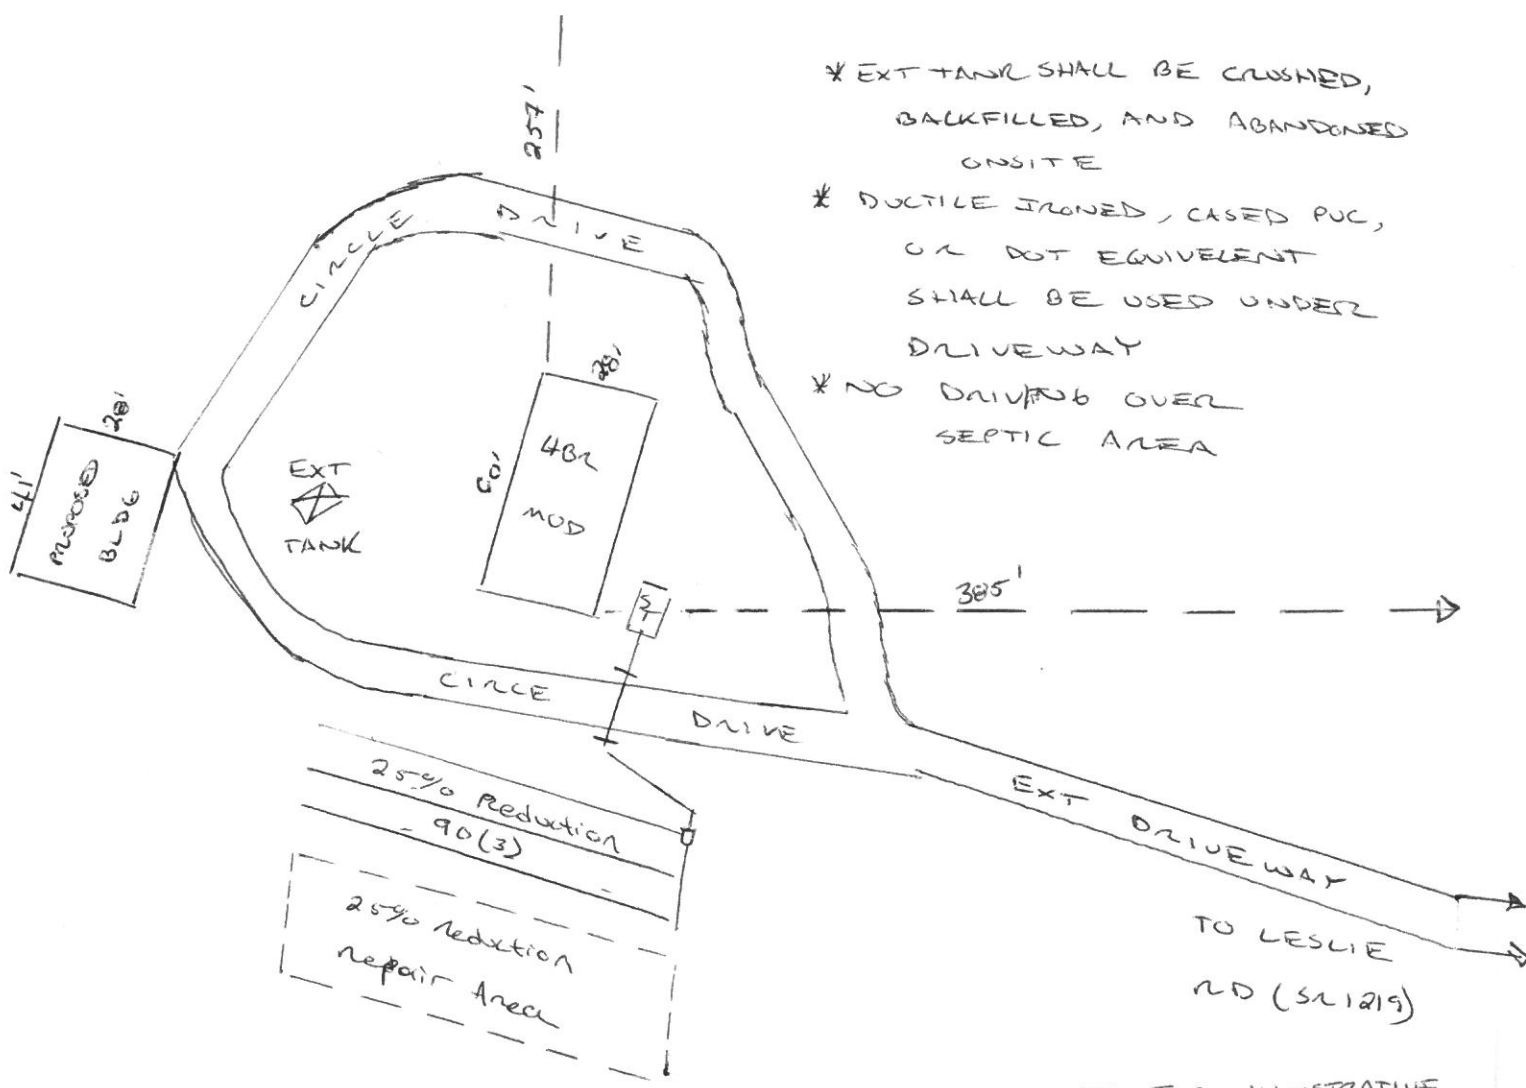 257'
* EXT TANK SHALL BE CRUSHED,
BACKFILLED, AND ABANDONED
ONSITE
* DUCTILE IRONED, CASED PVC,
OR DOT EQUIVELENT
SHALL BE USED UNDER
DRIVEWAY
* NO DRIVING OVER
SEPTIC AREA
CIRCLE DRIVE
28'
60'
4BR
MOD
28'
41'
PROPOSED
BLDG
EXT
TANK
ST
385'
CIRCE DRIVE
25% Reduction
90(3)
25% reduction
repair Area
EXT DRIVEWAY
TO LESLIE
RD (SR1219)